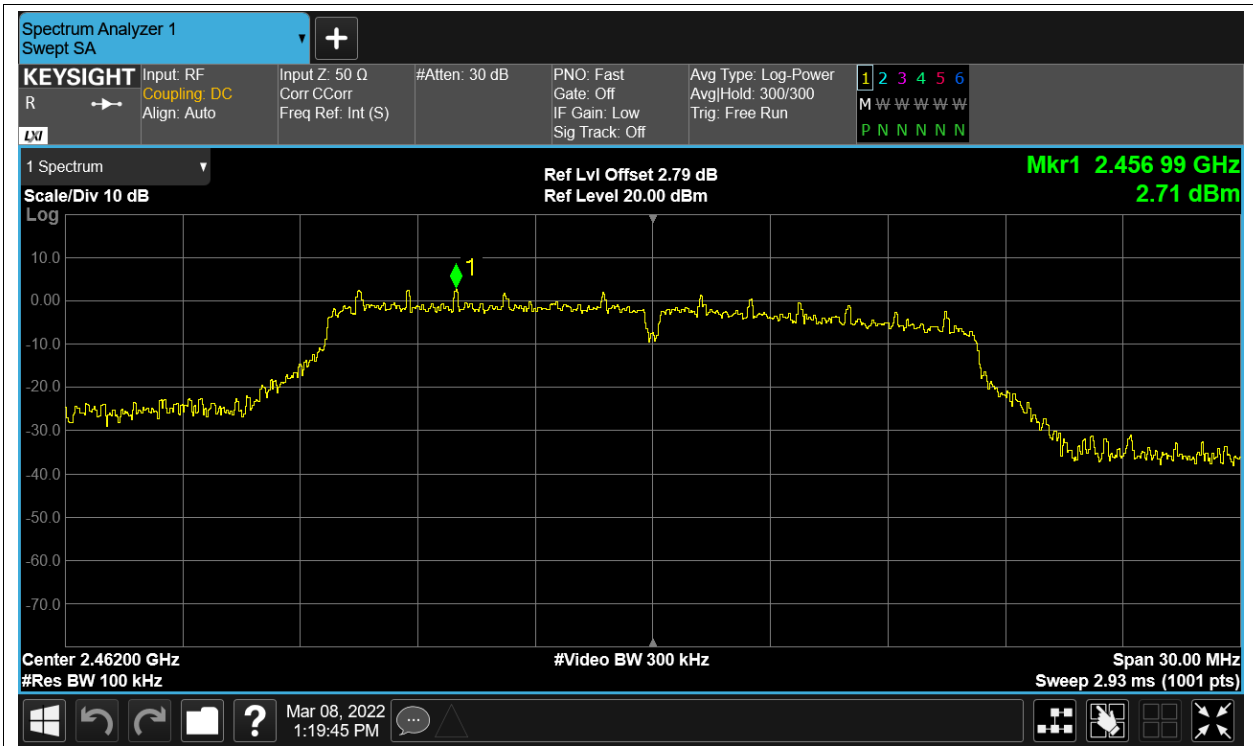 Spectrum Analyzer 1
Swept SA
KEYSIGHT
R
LXI
Input: RF
Coupling: DC
Align: Auto
Input Z: 50 Ω
Corr CCorr
Freq Ref: Int (S)
#Atten: 30 dB
PNO: Fast
Gate: Off
IF Gain: Low
Sig Track: Off
Avg Type: Log-Power
Avg|Hold: 300/300
Trig: Free Run
1 2 3 4 5 6
M W W W W W
P N N N N N
1 Spectrum
Scale/Div 10 dB
Log
Ref Lvl Offset 2.79 dB
Ref Level 20.00 dBm
Mkr1 2.456 99 GHz
2.71 dBm
1
10.0
0.00
-10.0
-20.0
-30.0
-40.0
-50.0
-60.0
-70.0
Center 2.46200 GHz
#Res BW 100 kHz
#Video BW 300 kHz
Span 30.00 MHz
Sweep 2.93 ms (1001 pts)
?
Mar 08, 2022
1:19:45 PM